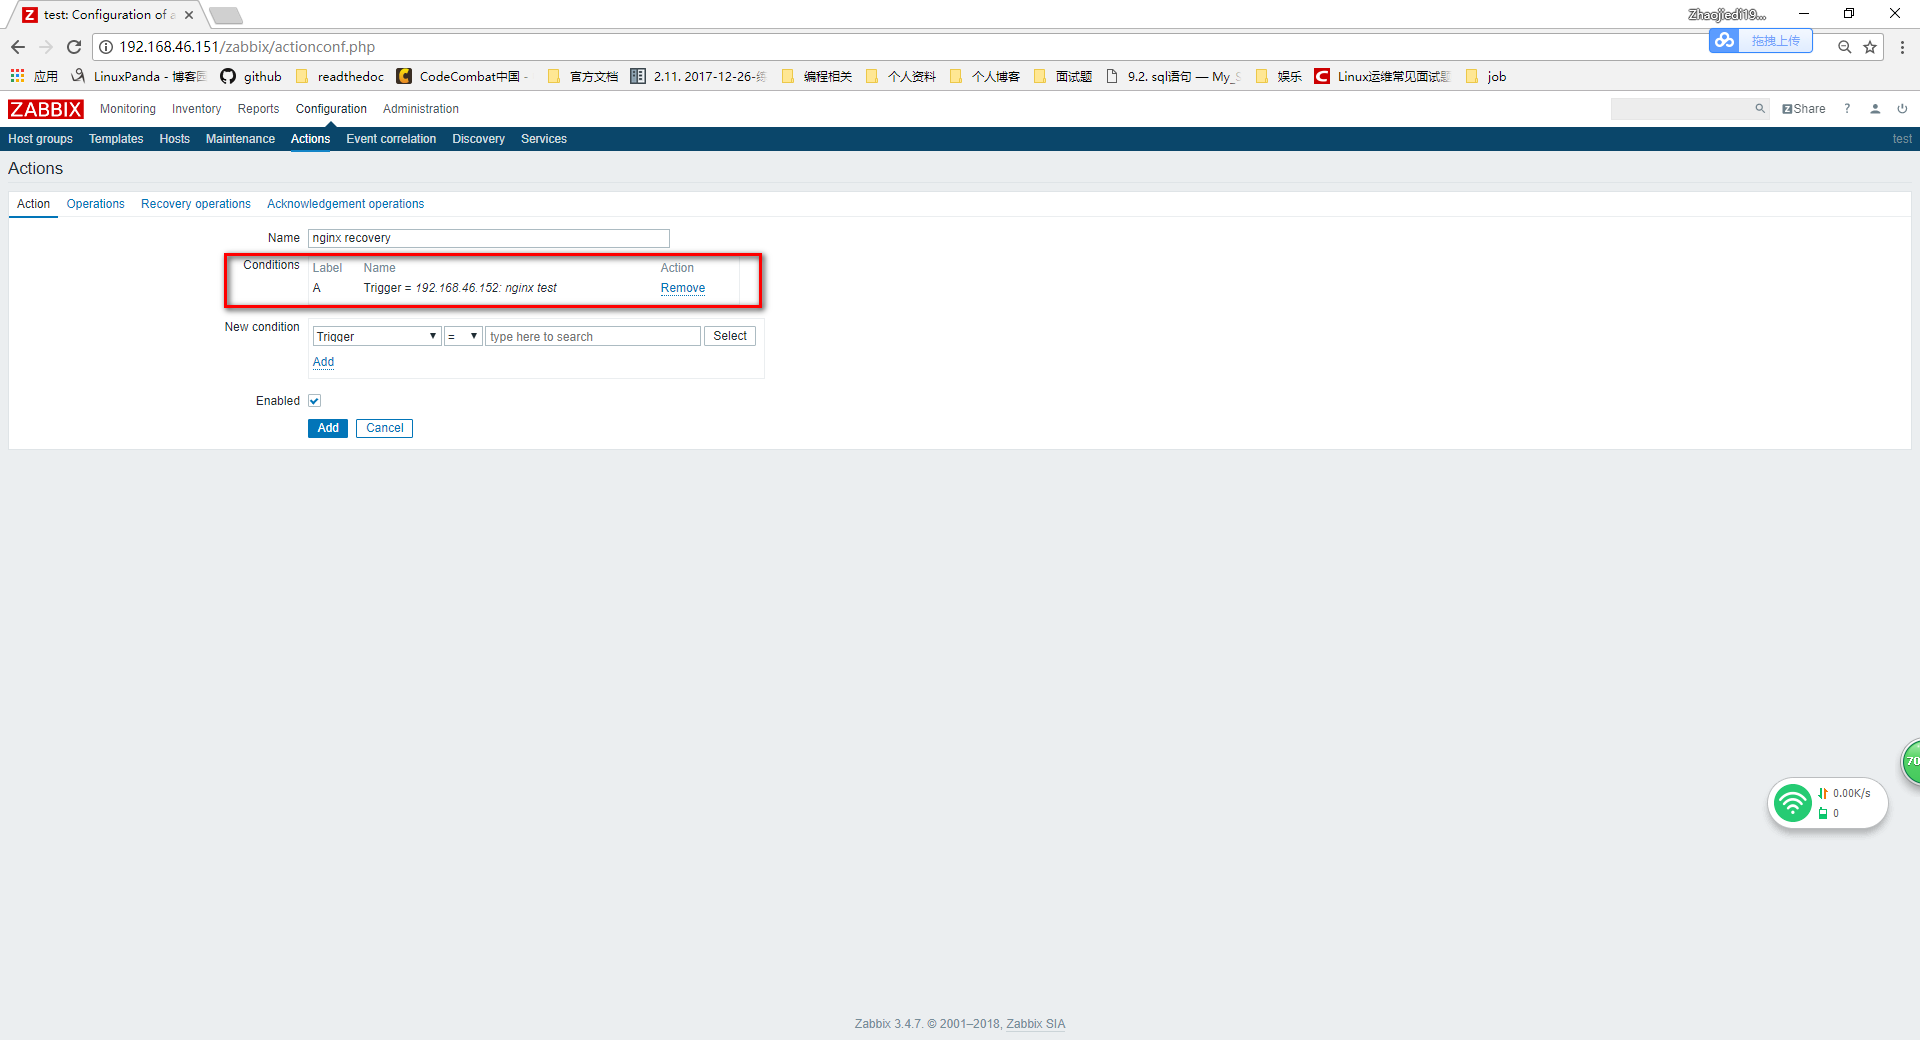 test: Configuration of a
Zhaojiedi19...
192.168.46.151/zabbix/actionconf.php
拖拽上传
应用 LinuxPanda - 博客园 github readthedoc CodeCombat中国 - 官方文档 2.11. 2017-12-26- 编程相关 个人资料 个人博客 面试题 9.2. sql语句 — My_S 娱乐 Linux运维常见面试题 job
ZABBIX Monitoring Inventory Reports Configuration Administration Z Share ?
Host groups Templates Hosts Maintenance Actions Event correlation Discovery Services test
Actions
Action Operations Recovery operations Acknowledgement operations
Name nginx recovery
Conditions Label Name Action
A Trigger = 192.168.46.152: nginx test Remove
New condition Trigger = type here to search Select
Add
Enabled
Add Cancel
70
0.00K/s
0
Zabbix 3.4.7. © 2001–2018, Zabbix SIA